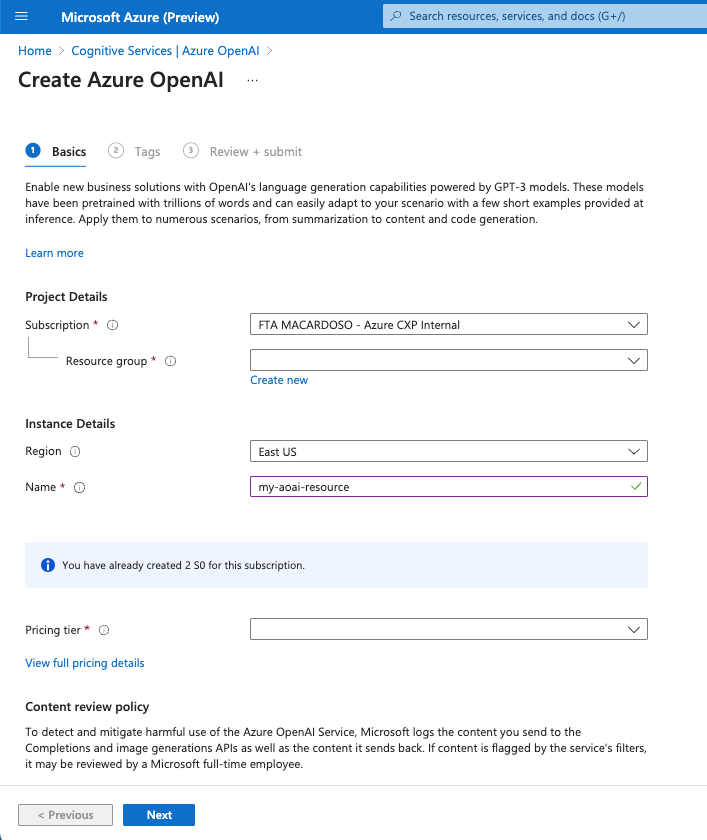 Microsoft Azure (Preview)
Search resources, services, and docs (G+/)
Home > Cognitive Services | Azure OpenAI >
Create Azure OpenAI ...
1 Basics 2 Tags 3 Review + submit
Enable new business solutions with OpenAI's language generation capabilities powered by GPT-3 models. These models
have been pretrained with trillions of words and can easily adapt to your scenario with a few short examples provided at
inference. Apply them to numerous scenarios, from summarization to content and code generation.
Learn more
Project Details
Subscription *
FTA MACARDOSO - Azure CXP Internal
Resource group *
Create new
Instance Details
Region
East US
Name *
my-aoai-resource
You have already created 2 S0 for this subscription.
Pricing tier *
View full pricing details
Content review policy
To detect and mitigate harmful use of the Azure OpenAI Service, Microsoft logs the content you send to the
Completions and image generations APIs as well as the content it sends back. If content is flagged by the service's filters,
it may be reviewed by a Microsoft full-time employee.
< Previous
Next